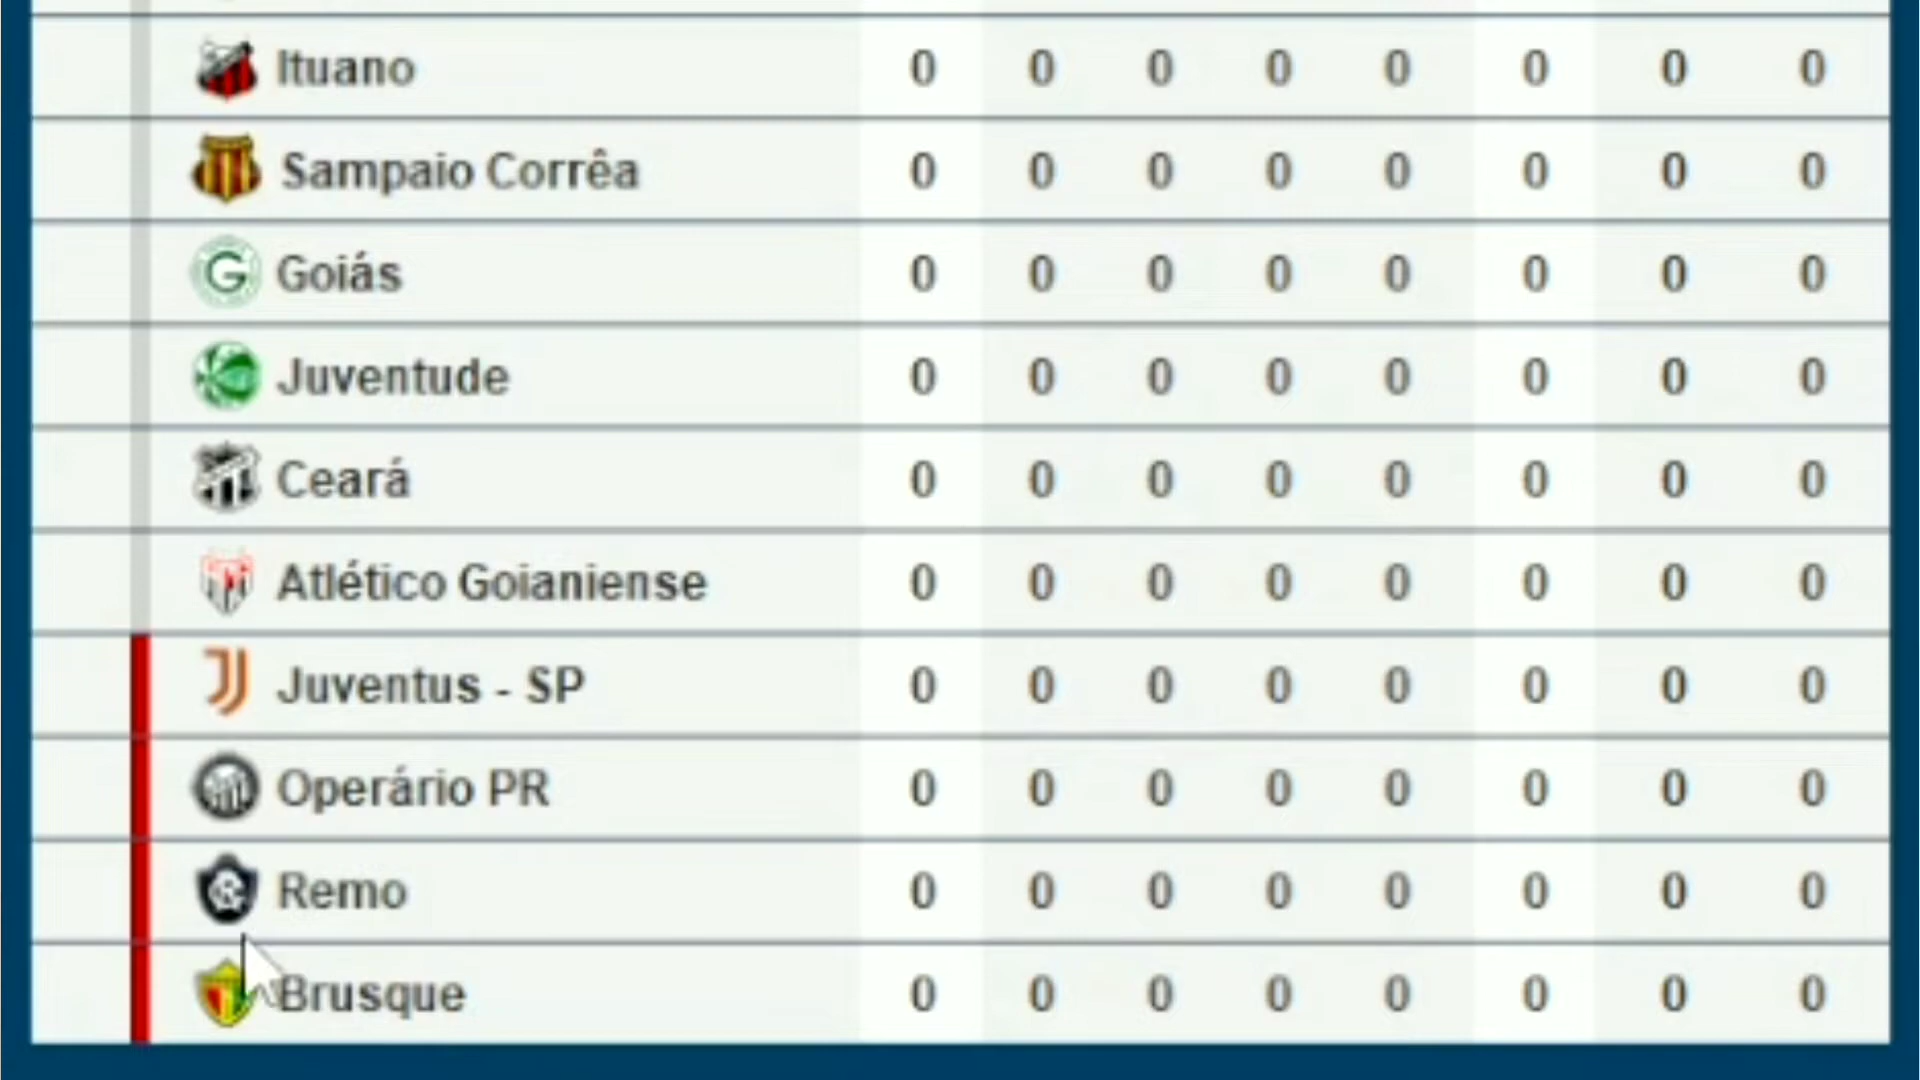 Ituano 0 0 0 0 0 0 0 0
Sampaio Corrêa 0 0 0 0 0 0 0 0
Goiás 0 0 0 0 0 0 0 0
Juventude 0 0 0 0 0 0 0 0
Ceará 0 0 0 0 0 0 0 0
Atlético Goianiense 0 0 0 0 0 0 0 0
Juventus - SP 0 0 0 0 0 0 0 0
Operário PR 0 0 0 0 0 0 0 0
Remo 0 0 0 0 0 0 0 0
Brusque 0 0 0 0 0 0 0 0